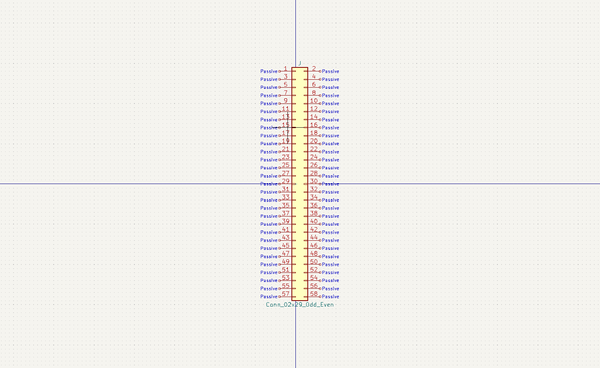 J
Passive 1 2 Passive
Passive 3 4 Passive
Passive 5 6 Passive
Passive 7 8 Passive
Passive 9 10 Passive
Passive 11 12 Passive
Passive 13 14 Passive
Passive 15 16 Passive
Passive 17 18 Passive
Passive 19 20 Passive
Passive 21 22 Passive
Passive 23 24 Passive
Passive 25 26 Passive
Passive 27 28 Passive
Passive 29 30 Passive
Passive 31 32 Passive
Passive 33 34 Passive
Passive 35 36 Passive
Passive 37 38 Passive
Passive 39 40 Passive
Passive 41 42 Passive
Passive 43 44 Passive
Passive 45 46 Passive
Passive 47 48 Passive
Passive 49 50 Passive
Passive 51 52 Passive
Passive 53 54 Passive
Passive 55 56 Passive
Passive 57 58 Passive
Conn_02x29_Odd_Even